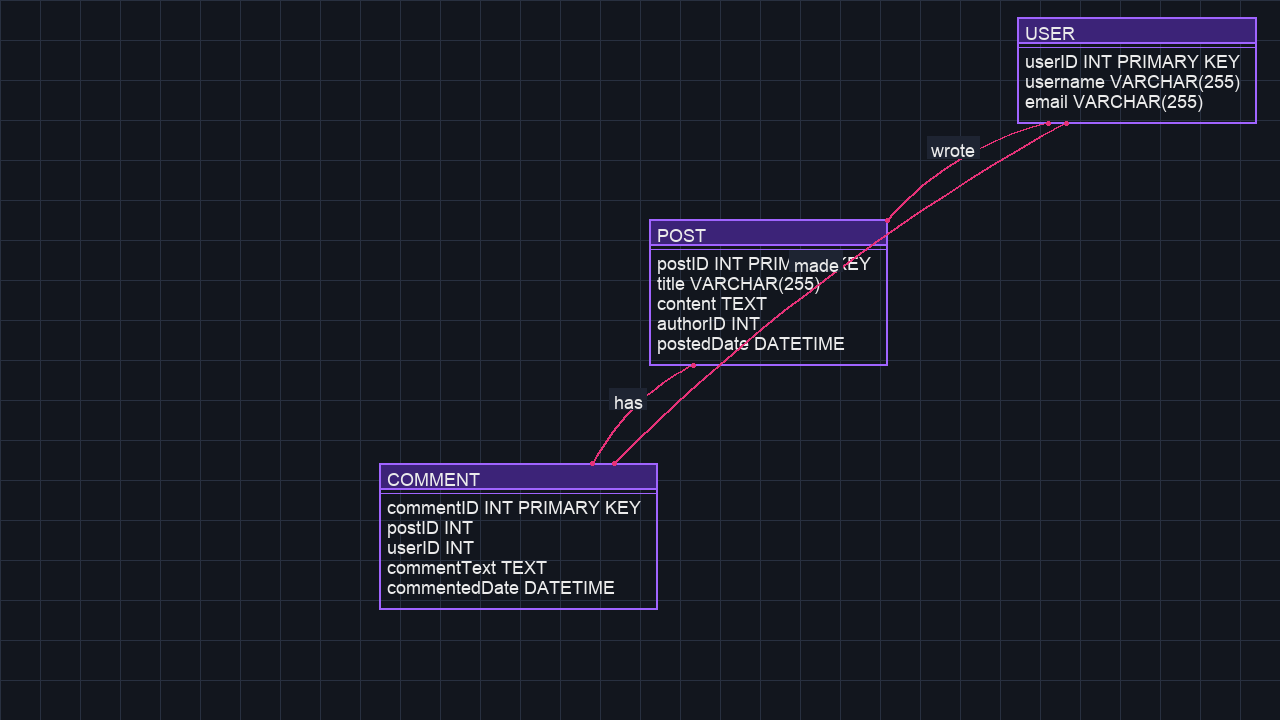 USER
userID INT PRIMARY KEY
username VARCHAR(255)
email VARCHAR(255)
wrote
POST
postID INT PRIM KEY
made
title VARCHAR(255)
content TEXT
authorID INT
postedDate DATETIME
has
COMMENT
commentID INT PRIMARY KEY
postID INT
userID INT
commentText TEXT
commentedDate DATETIME